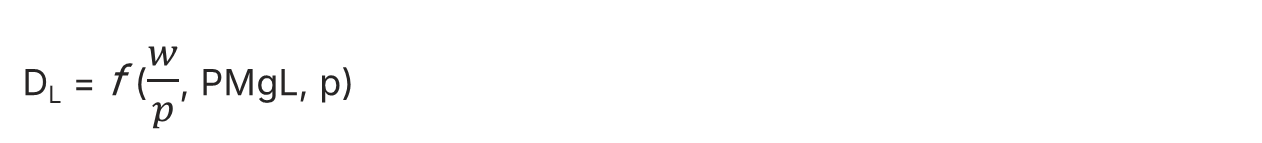 D_L = f(w/p, PMgL, p)